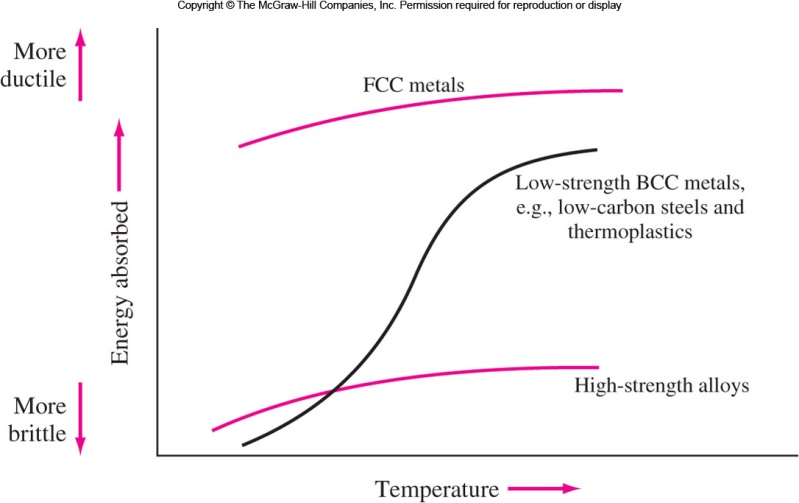 Copyright © The McGraw-Hill Companies, Inc. Permission required for reproduction or display
More
ductile
FCC metals
Low-strength BCC metals,
e.g., low-carbon steels and
thermoplastics
Energy absorbed
High-strength alloys
More
brittle
Temperature